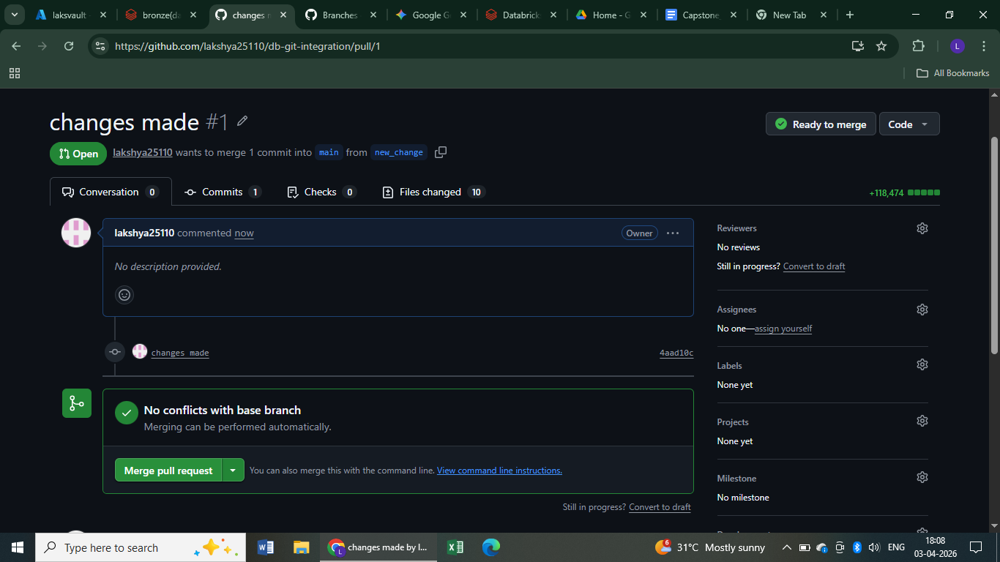 laksvault
bronze(da
changes n
Branches
Google Ge
Databrick
Home - G
Capstone_
New Tab
https://github.com/lakshya25110/db-git-integration/pull/1
L
All Bookmarks
changes made #1
Ready to merge
Code
Open
lakshya25110 wants to merge 1 commit into main from new_change
Conversation 0
Commits 1
Checks 0
Files changed 10
+118,474
lakshya25110 commented now
Owner
No description provided.
changes made
4aad10c
No conflicts with base branch
Merging can be performed automatically.
Merge pull request
You can also merge this with the command line. View command line instructions.
Still in progress? Convert to draft
Reviewers
No reviews
Still in progress? Convert to draft
Assignees
No one—assign yourself
Labels
None yet
Projects
None yet
Milestone
No milestone
Type here to search
changes made by l...
6
31°C Mostly sunny
ENG
18:08
03-04-2026